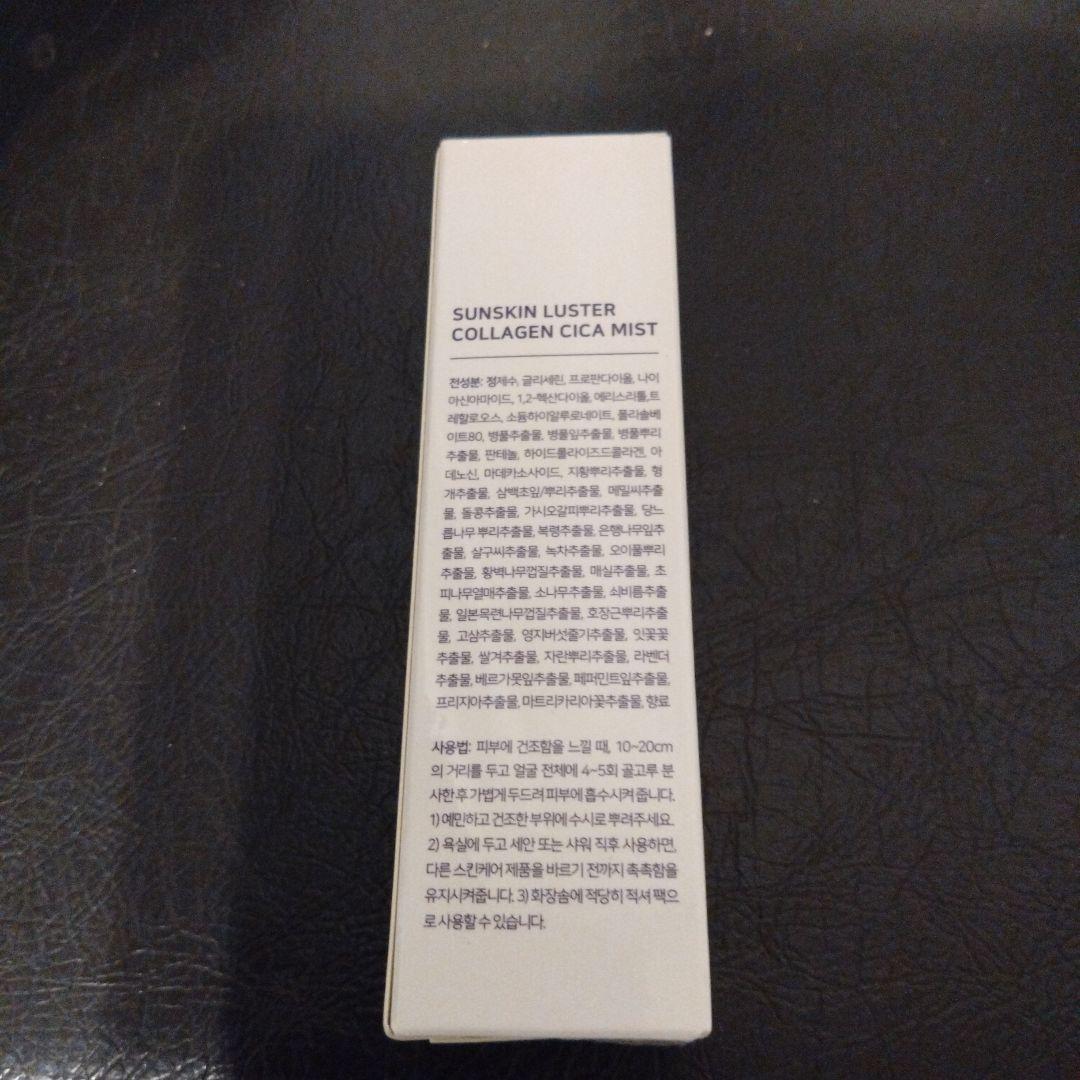 SUNSKIN LUSTER
COLLAGEN CICA MIST
전성분: 정제수, 글리세린, 프로판다이올, 나이
아신아마이드, 1,2-헥산다이올, 에리스리톨,트
레할로오스, 소듐하이알루로네이트, 폴리솔베
이트80, 병풀추출물, 병풀잎추출물, 병풀뿌리
추출물, 판테놀, 하이드롤라이즈드콜라겐, 아
데노신, 마데카소사이드, 지황뿌리추출물, 형
개추출물, 삼백초잎/뿌리추출물, 메밀씨추출
물, 돌콩추출물, 가시오갈피뿌리추출물, 당느
릅나무 뿌리추출물, 복령추출물, 은행나무잎추
출물, 살구씨추출물, 녹차추출물, 오이풀뿌리
추출물, 황벽나무껍질추출물, 매실추출물, 초
피나무열매추출물, 소나무추출물, 쇠비름추출
물, 일본목련나무껍질추출물, 호장근뿌리추출
물, 고삼추출물, 영지버섯줄기추출물, 잇꽃꽃
추출물, 쌀겨추출물, 자란뿌리추출물, 라벤더
추출물, 베르가못잎추출물, 페퍼민트잎추출물,
프리지아추출물, 마트리카리아꽃추출물, 향료
사용법: 피부에 건조함을 느낄 때, 10~20cm
의 거리를 두고 얼굴 전체에 4~5회 골고루 분
사한 후 가볍게 두드려 피부에 흡수시켜 줍니다.
1) 예민하고 건조한 부위에 수시로 뿌려주세요.
2) 욕실에 두고 세안 또는 샤워 직후 사용하면,
다른 스킨케어 제품을 바르기 전까지 촉촉함을
유지시켜줍니다. 3) 화장솜에 적당히 적셔 팩으
로 사용할 수 있습니다.